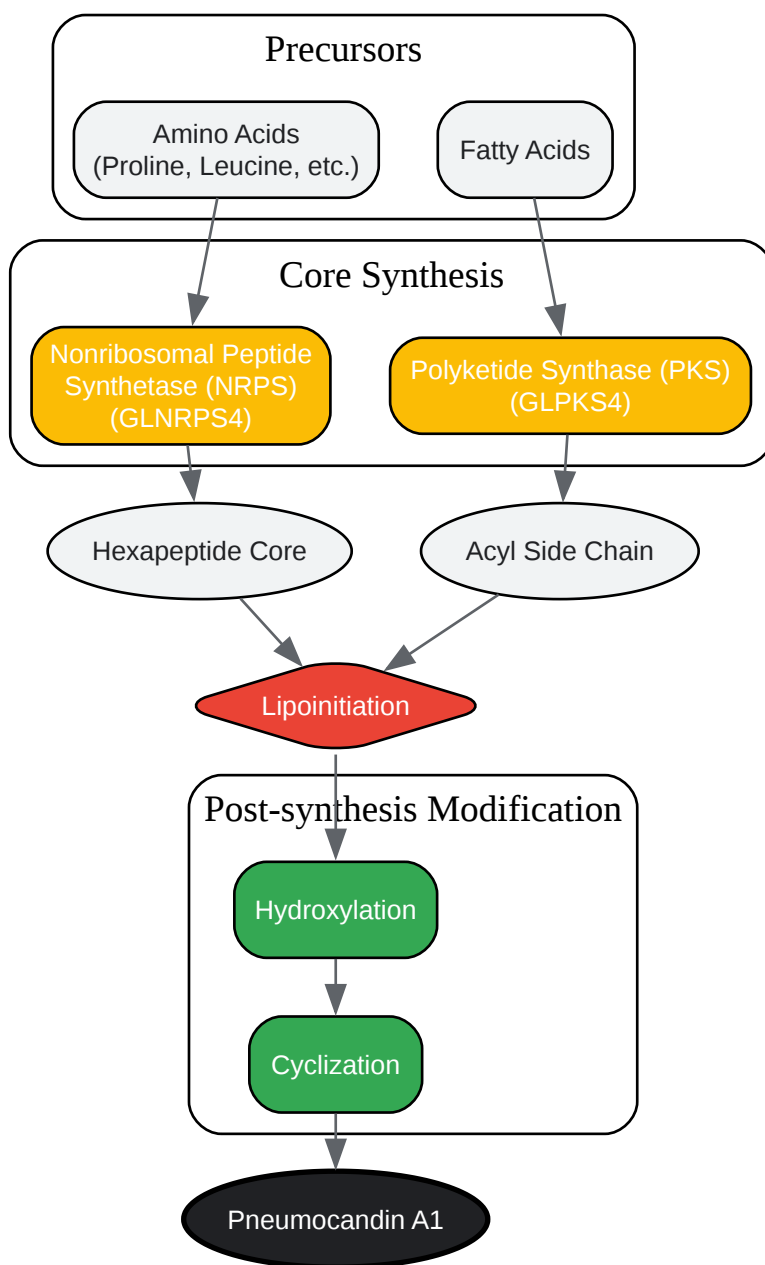 Precursors
Amino Acids
(Proline, Leucine, etc.)
Fatty Acids
Core Synthesis
Nonribosomal Peptide
Synthetase (NRPS)
(GLNRPS4)
Polyketide Synthase (PKS)
(GLPKS4)
Hexapeptide Core
Acyl Side Chain
Lipoinitiation
Post-synthesis Modification
Hydroxylation
Cyclization
Pneumocandin A1